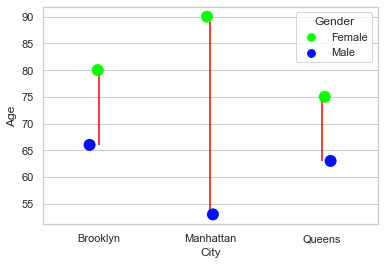 Gender
Female
Male
90
85
80
75
70
65
60
55
Age
Brooklyn
Manhattan
Queens
City